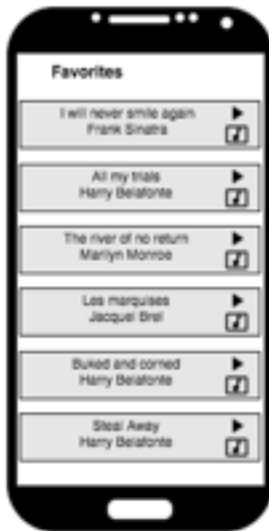 Favorites
I will never smile again
Frank Sinatra
All my trials
Harry Belafonte
The river of no return
Marilyn Monroe
Les marquises
Jacquel Brel
Buked and corned
Harry Belafonte
Steal Away
Harry Belafonte